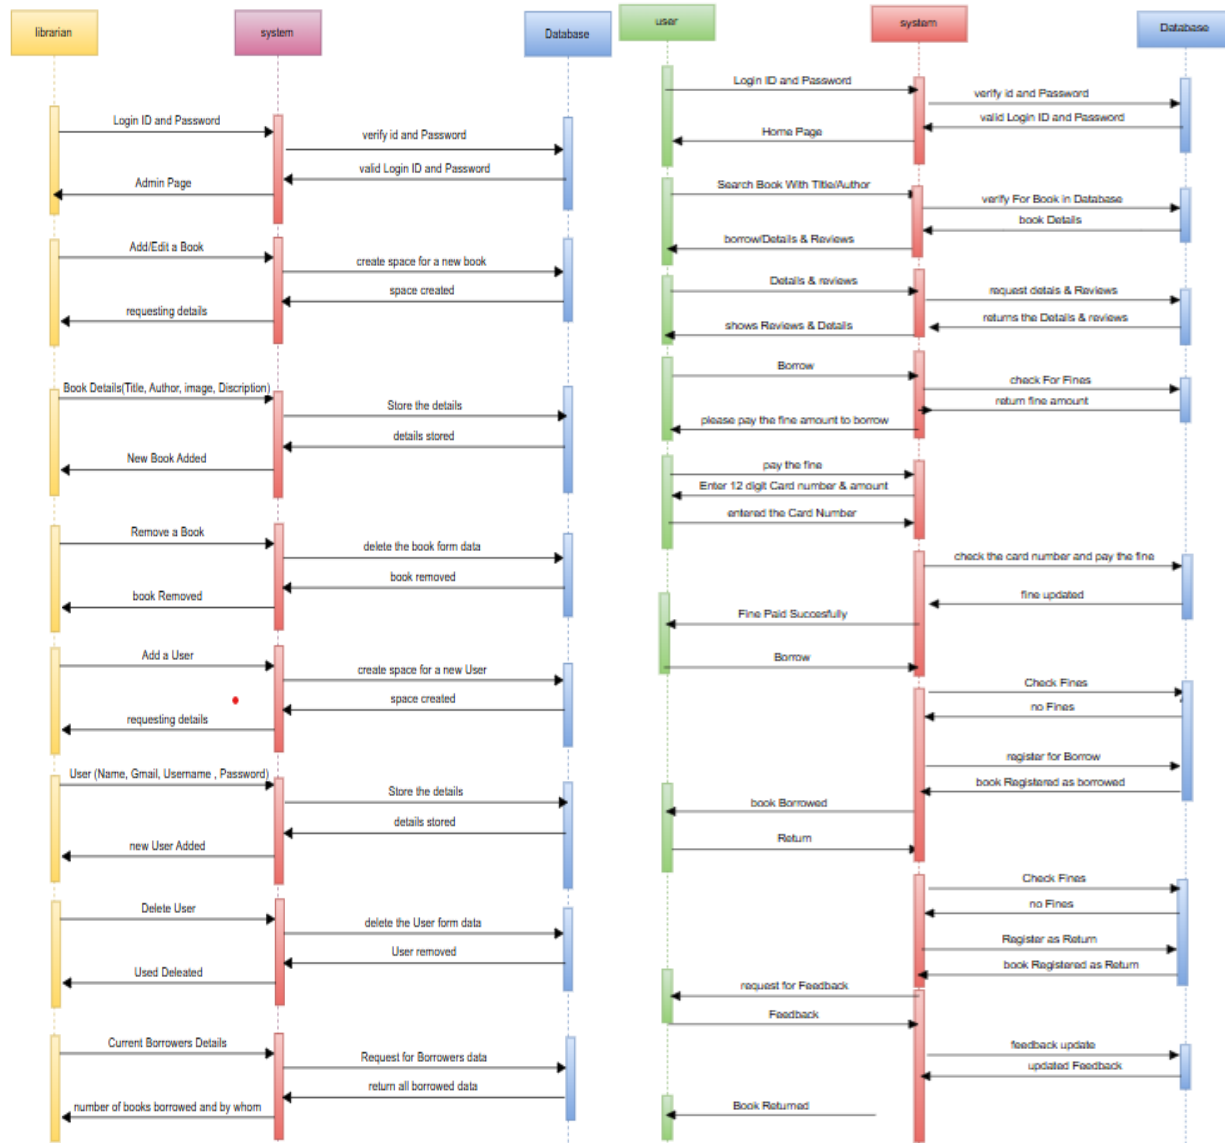 librarian
system
Database
Login ID and Password
verify id and Password
valid Login ID and Password
Admin Page
Add/Edit a Book
create space for a new book
space created
requesting details
Book Details(Title, Author, image, Discription)
Store the details
details stored
New Book Added
Remove a Book
delete the book form data
book removed
book Removed
Add a User
create space for a new User
space created
requesting details
User (Name, Gmail, Username , Password)
Store the details
details stored
new User Added
Delete User
delete the User form data
User removed
Used Deleated
Current Borrowers Details
Request for Borrowers data
return all borrowed data
number of books borrowed and by whom
user
system
Database
Login ID and Password
verify id and Password
valid Login ID and Password
Home Page
Search Book With Title/Author
verify For Book in Database
book Details
borrow/Details & Reviews
Details & reviews
request detais & Reviews
returns the Details & reviews
shows Reviews & Details
Borrow
check For Fines
return fine amount
please pay the fine amount to borrow
pay the fine
Enter 12 digit Card number & amount
entered the Card Number
check the card number and pay the fine
fine updated
Fine Paid Succesfully
Borrow
Check Fines
no Fines
register for Borrow
book Registered as borrowed
book Borrowed
Return
Check Fines
no Fines
Register as Return
book Registered as Return
request for Feedback
Feedback
feedback update
updated Feedback
Book Returned